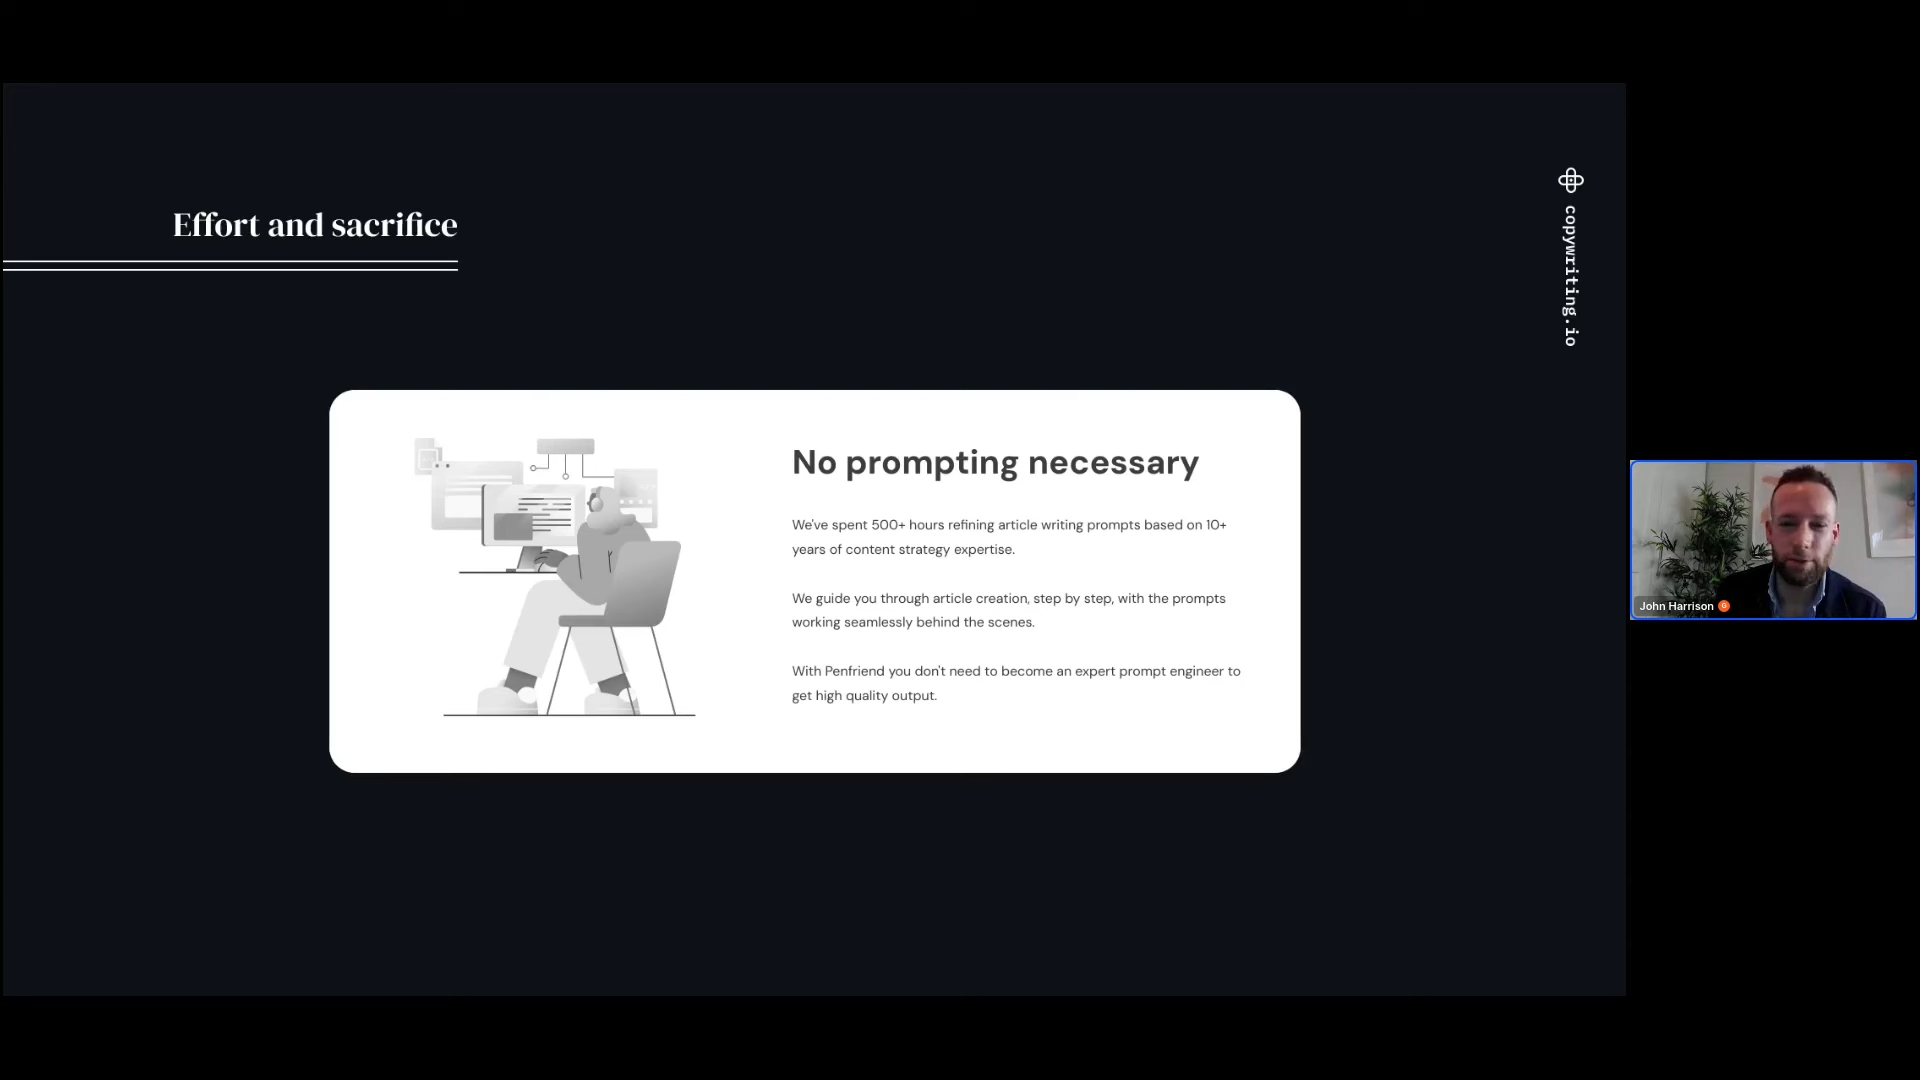 Effort and sacrifice
copywriting.io
No prompting necessary
We've spent 500+ hours refining article writing prompts based on 10+
years of content strategy expertise.
We guide you through article creation, step by step, with the prompts
working seamlessly behind the scenes.
With Penfriend you don't need to become an expert prompt engineer to
get high quality output.
John Harrison